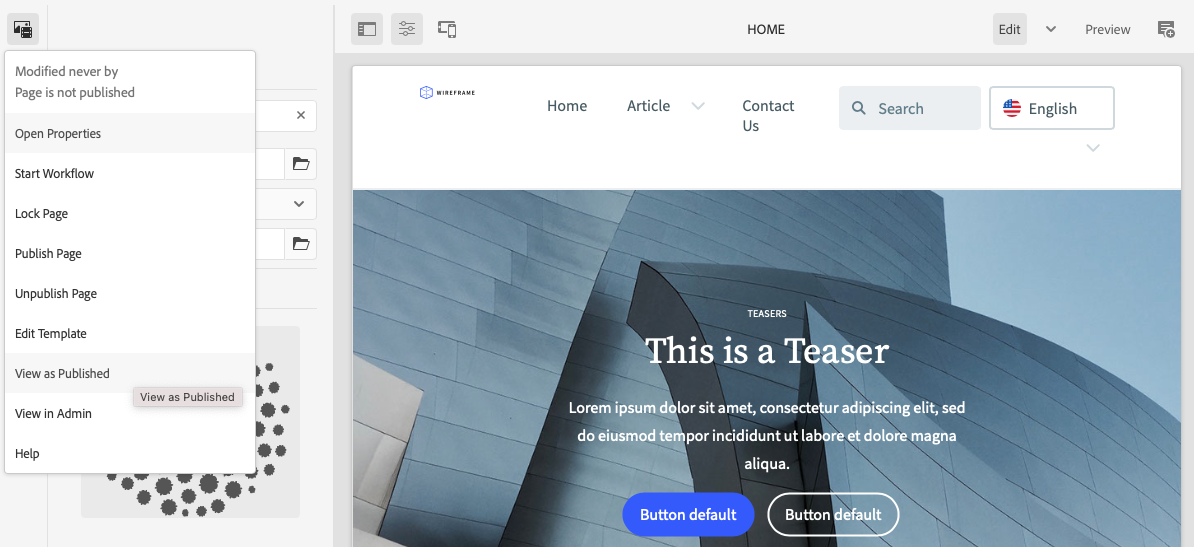 Modified never by
Page is not published
Open Properties
Start Workflow
Lock Page
Publish Page
Unpublish Page
Edit Template
View as Published
View as Published
View in Admin
Help
HOME
Edit
Preview
WIREFRAME
Home
Article
Contact
Us
Search
English
TEASERS
This is a Teaser
Lorem ipsum dolor sit amet, consectetur adipiscing elit, sed
do eiusmod tempor incididunt ut labore et dolore magna
aliqua.
Button default
Button default